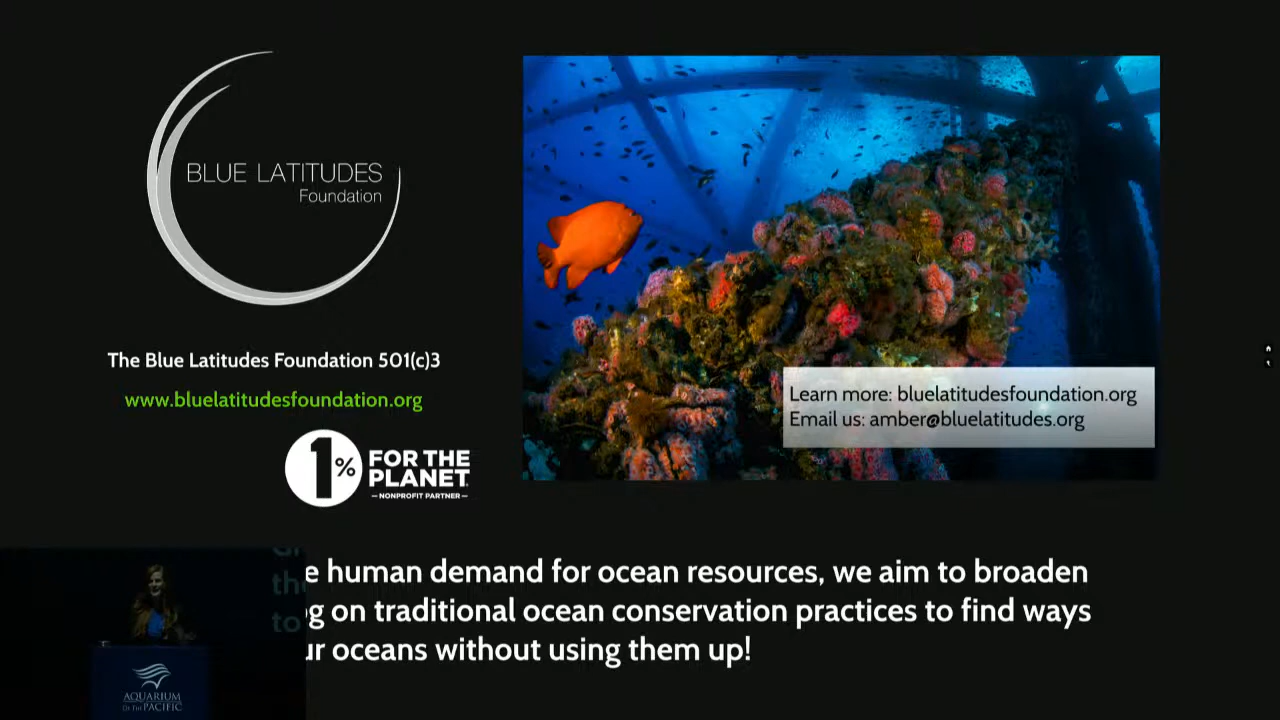 BLUE LATITUDES
Foundation
The Blue Latitudes Foundation 501(c)3
www.bluelatitudesfoundation.org
1% FOR THE
PLANET
NONPROFIT PARTNER
Learn more: bluelatitudesfoundation.org
Email us: amber@bluelatitudes.org
human demand for ocean resources, we aim to broaden
on traditional ocean conservation practices to find ways
oceans without using them up!
AQUARIUM
OF THE PACIFIC